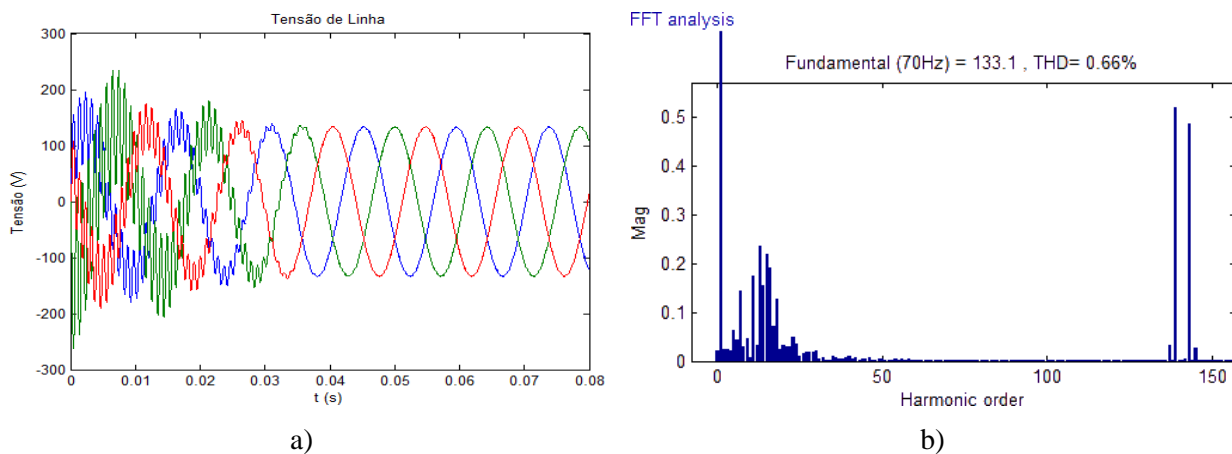 Tensão de Linha
300
200
100
0
-100
-200
-300
Tensão (V)
0
0.01
0.02
0.03
0.04
0.05
0.06
0.07
0.08
t (s)
a)
FFT analysis
Fundamental (70Hz) = 133.1 , THD= 0.66%
0.5
0.4
0.3
0.2
0.1
0
Mag
0
50
100
150
Harmonic order
b)